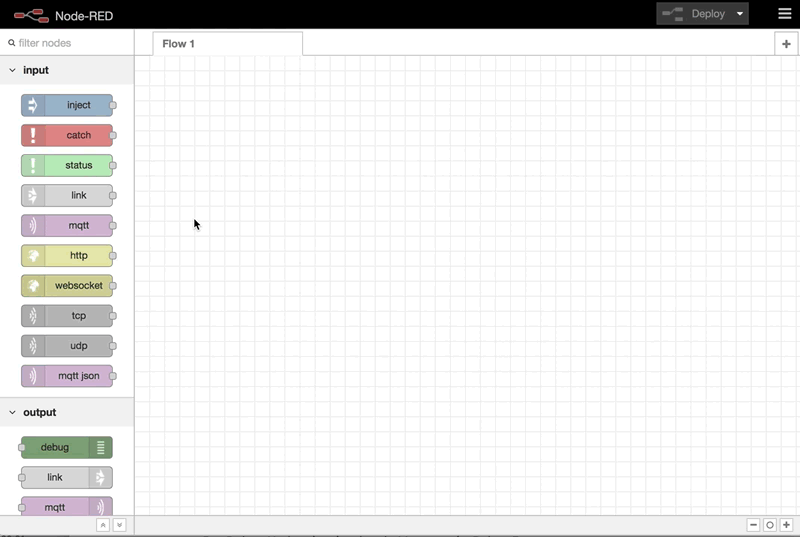 Node-RED
Deploy
filter nodes
Flow 1
input
inject
catch
status
link
mqtt
http
websocket
tcp
udp
mqtt json
output
debug
link
mqtt